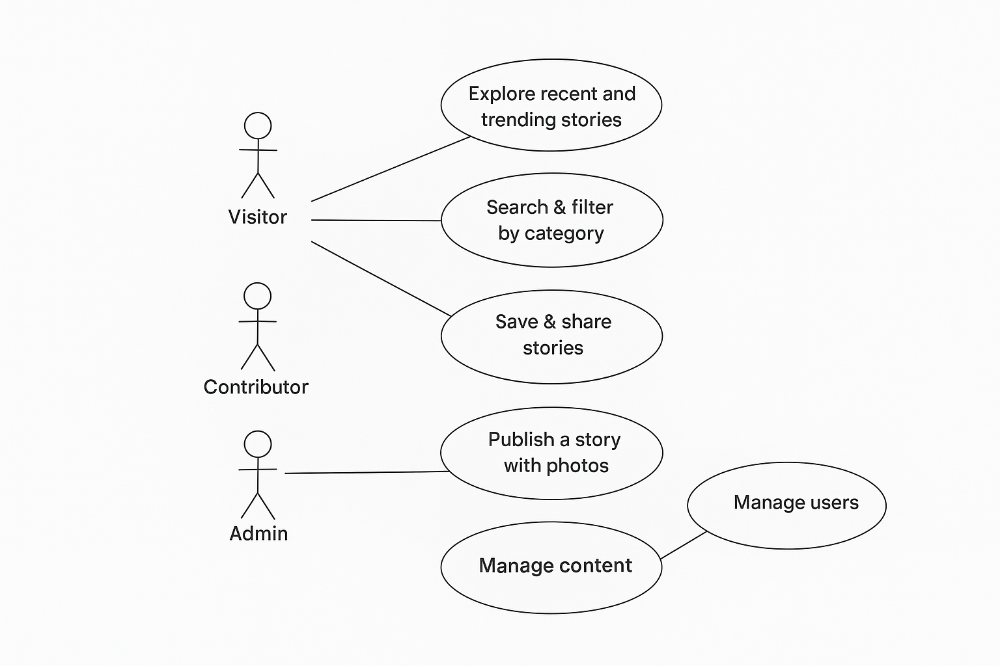 Explore recent and
trending stories
Visitor
Search & filter
by category
Save & share
stories
Contributor
Publish a story
with photos
Manage users
Admin
Manage content